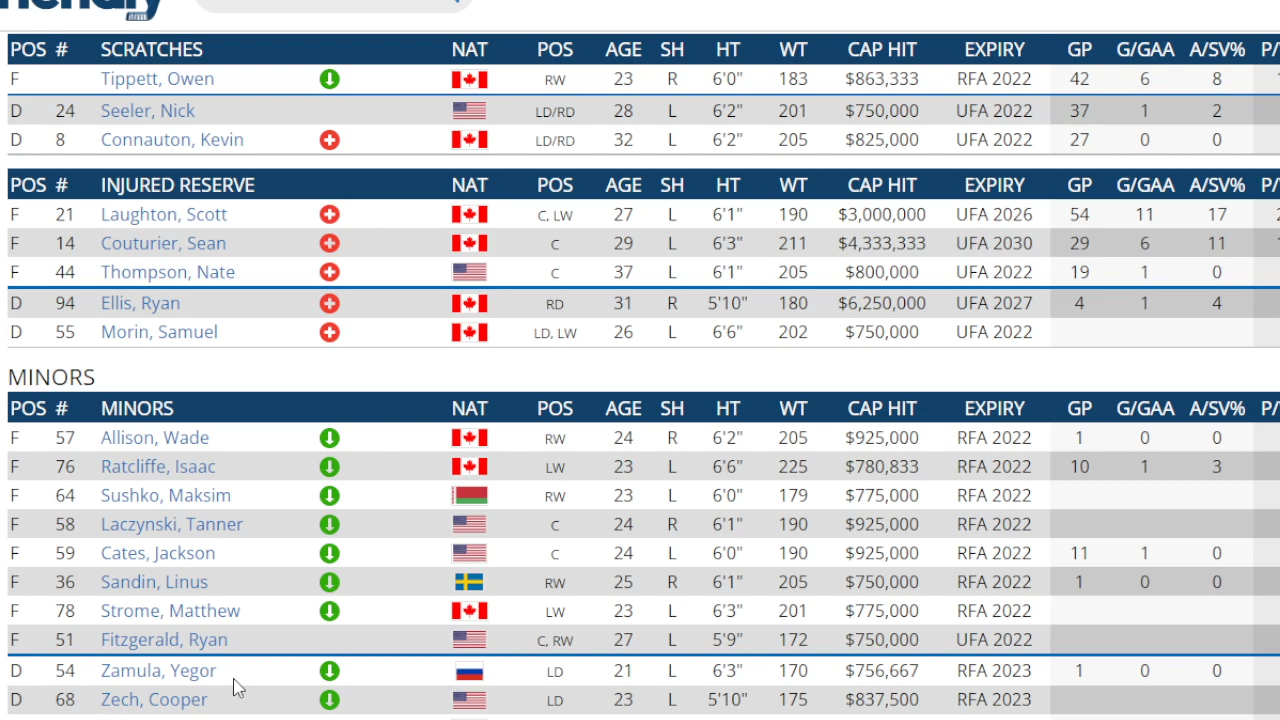 POS # SCRATCHES NAT POS AGE SH HT WT CAP HIT EXPIRY GP G/GAA A/SV%
F Tippett, Owen RW 23 R 6'0" 183 $863,333 RFA 2022 42 6 8
D 24 Seeler, Nick LD/RD 28 L 6'2" 201 $750,000 UFA 2022 37 1 2
D 8 Connauton, Kevin LD/RD 32 L 6'2" 205 $825,000 UFA 2022 27 0 0
POS # INJURED RESERVE NAT POS AGE SH HT WT CAP HIT EXPIRY GP G/GAA A/SV%
F 21 Laughton, Scott C, LW 27 L 6'1" 190 $3,000,000 UFA 2026 54 11 17
F 14 Couturier, Sean C 29 L 6'3" 211 $4,333,333 UFA 2030 29 6 11
F 44 Thompson, Nate C 37 L 6'1" 205 $800,000 UFA 2022 19 1 0
D 94 Ellis, Ryan RD 31 R 5'10" 180 $6,250,000 UFA 2027 4 1 4
D 55 Morin, Samuel LD, LW 26 L 6'6" 202 $750,000 UFA 2022
MINORS
POS # MINORS NAT POS AGE SH HT WT CAP HIT EXPIRY GP G/GAA A/SV%
F 57 Allison, Wade RW 24 R 6'2" 205 $925,000 RFA 2022 1 0 0
F 76 Ratcliffe, Isaac LW 23 L 6'6" 225 $780,833 RFA 2022 10 1 3
F 64 Sushko, Maksim RW 23 L 6'0" 179 $775,000 RFA 2022
F 58 Laczynski, Tanner C 24 R 6'1" 190 $925,000 RFA 2022
F 59 Cates, Jackson C 24 L 6'0" 190 $925,000 RFA 2022 11 1 0
F 36 Sandin, Linus RW 25 R 6'1" 205 $750,000 RFA 2022 1 0 0
F 78 Strome, Matthew LW 23 L 6'3" 201 $775,000 RFA 2022
F 51 Fitzgerald, Ryan C, RW 27 L 5'9" 172 $750,000 UFA 2022
D 54 Zamula, Yegor LD 21 L 6'3" 170 $756,667 RFA 2023 1 0 0
D 68 Zech, Cooper LD 23 L 5'10" 175 $837,500 RFA 2023